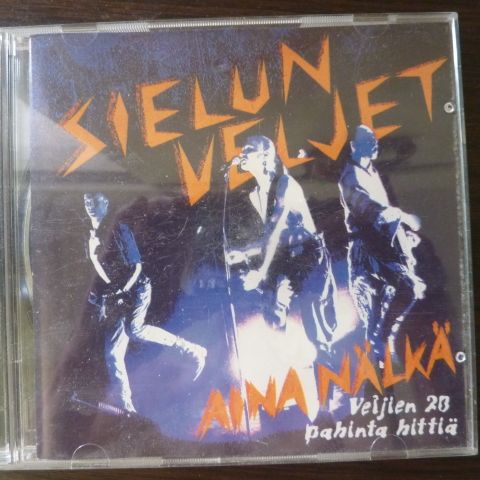 SIELUN
VELJET
AINA NÄLKÄ
Veljien 28
pahinta hittiä